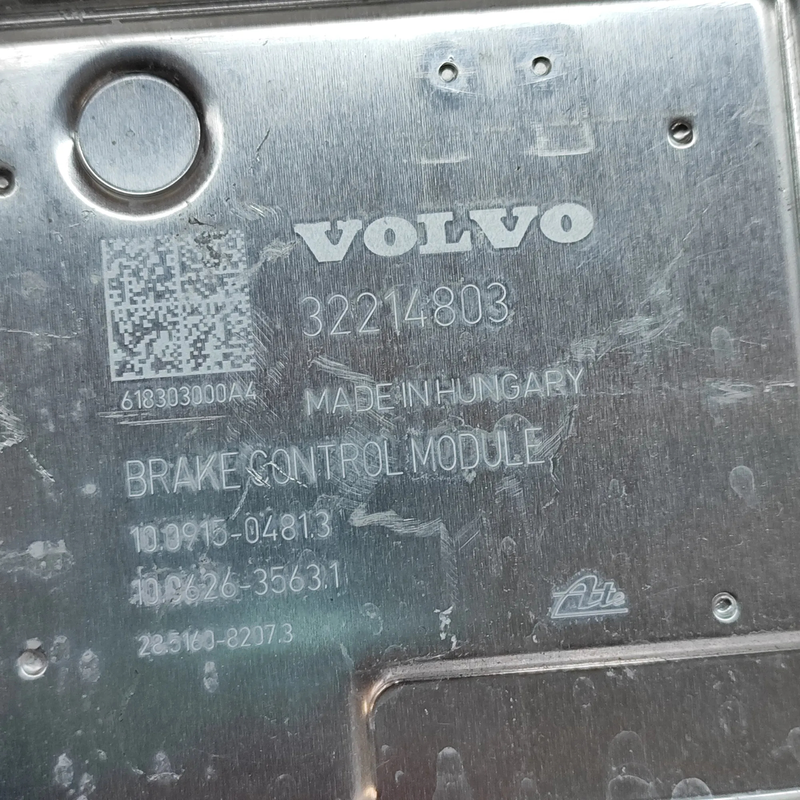 VOLVO
32214803
618303D00A4
MADE IN HUNGARY
BRAKE CONTROL MODULE
10.0915-0481.3
10.0626-3563.1
28.5160-8207.3
Ate